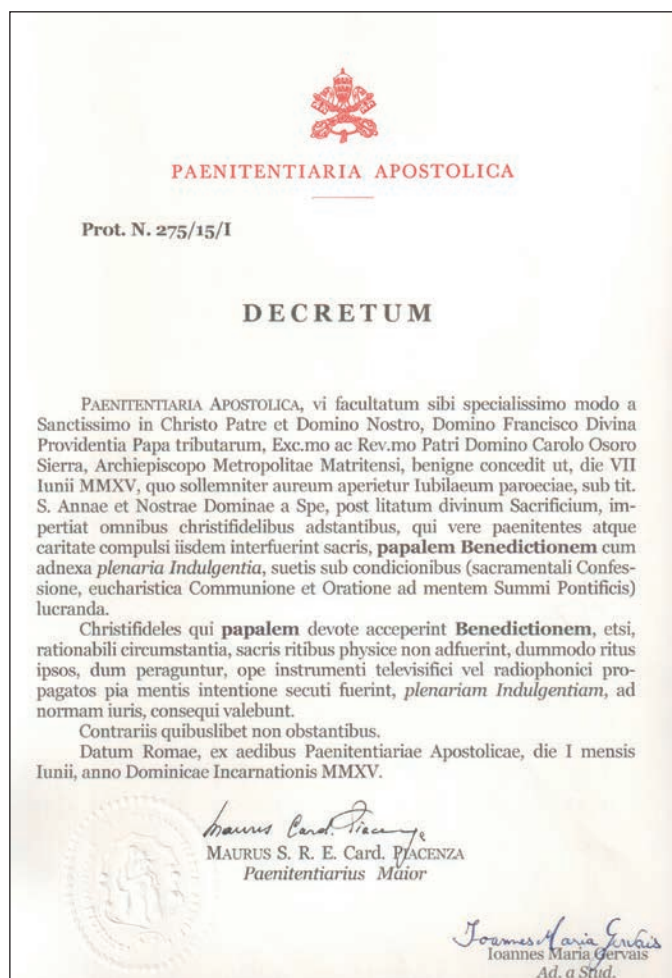 PAENITENTIARIA APOSTOLICA
Prot. N. 275/15/I
DECRETUM
PAENITENTIARIA APOSTOLICA, vi facultatum sibi specialissimo modo a
Sanctissimo in Christo Patre et Domino Nostro, Domino Francisco Divina
Providentia Papa tributarum, Exc.mo ac Rev.mo Patri Domino Carolo Osoro
Sierra, Archiepiscopo Metropolitae Matritensi, benigne concedit ut, die VII
Iunii MMXV, quo sollemniter aureum aperietur Iubilaeum paroeciae, sub tit.
S. Annae et Nostrae Dominae a Spe, post litatum divinum Sacrificium, im-
pertiat omnibus christifidelibus adstantibus, qui vere paenitentes atque
caritate compulsi iisdem interfuerint sacris, papalem Benedictionem cum
adnexa plenaria Indulgentia, suetis sub condicionibus (sacramentali Confes-
sione, eucharistica Communione et Oratione ad mentem Summi Pontificis)
lucranda.
Christifideles qui papalem devote acceperint Benedictionem, etsi,
rationabili circumstantia, sacris ritibus physice non adfuerint, dummodo ritus
ipsos, dum peraguntur, ope instrumenti televisifici vel radiophonici pro-
pagatos pia mentis intentione secuti fuerint, plenariam Indulgentiam, ad
normam iuris, consequi valebunt.
Contrariis quibuslibet non obstantibus.
Datum Romae, ex aedibus Paenitentiariae Apostolicae, die I mensis
Iunii, anno Dominicae Incarnationis MMXV.
Maurus Card. Piacenza
MAURUS S. R. E. Card. PIACENZA
Paenitentiarius Maior
Ioannes Maria Gervais
Ioannes Maria Gervais
Ad. a Stud.